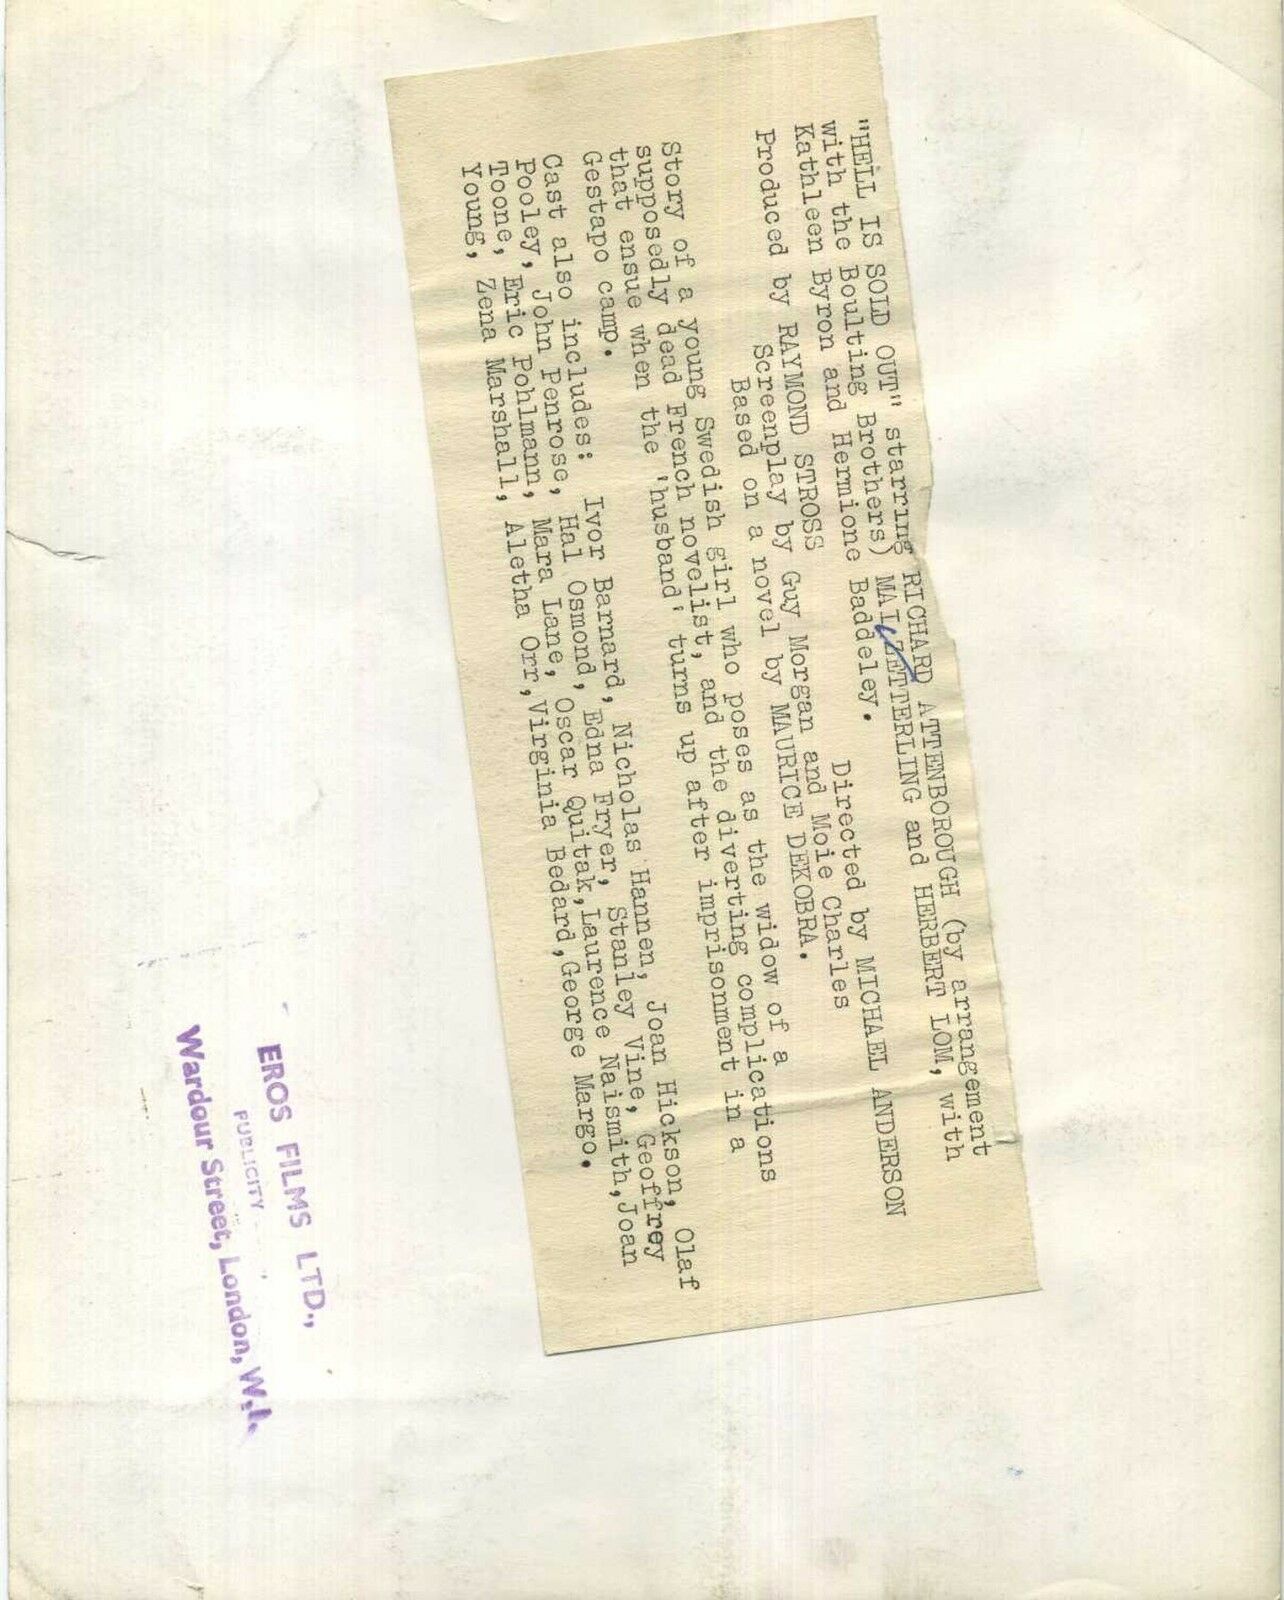 "HELL IS SOLD OUT" starring RICHARD ATTENBOROUGH (by arrangement
with the Boulting Brothers) MAI ZETTERLING and HERBERT LOM, with
Kathleen Byron and Hermione Baddeley.
Directed by MICHAEL ANDERSON
Produced by RAYMOND STROSS
Screenplay by Guy Morgan and Moie Charles
Based on a novel by MAURICE DEKOBRA.
Story of a young Swedish girl who poses as the widow of a
supposedly dead French novelist, and the diverting complications
that ensue when the 'husband' turns up after imprisonment in a
Gestapo camp.
Cast also includes: Ivor Barnard, Nicholas Hannen, Joan Hickson, Olaf
Pooley, John Penrose, Hal Osmond, Edna Fryer, Stanley Vine, Geoffrey
Toone, Eric Pohlmann, Mara Lane, Oscar Quitak, Laurence Naismith, Joan
Young, Zena Marshall, Aletha Orr, Virginia Bedard, George Margo.
EROS FILMS LTD.,
PUBLICITY
Wardour Street, London, W.1.